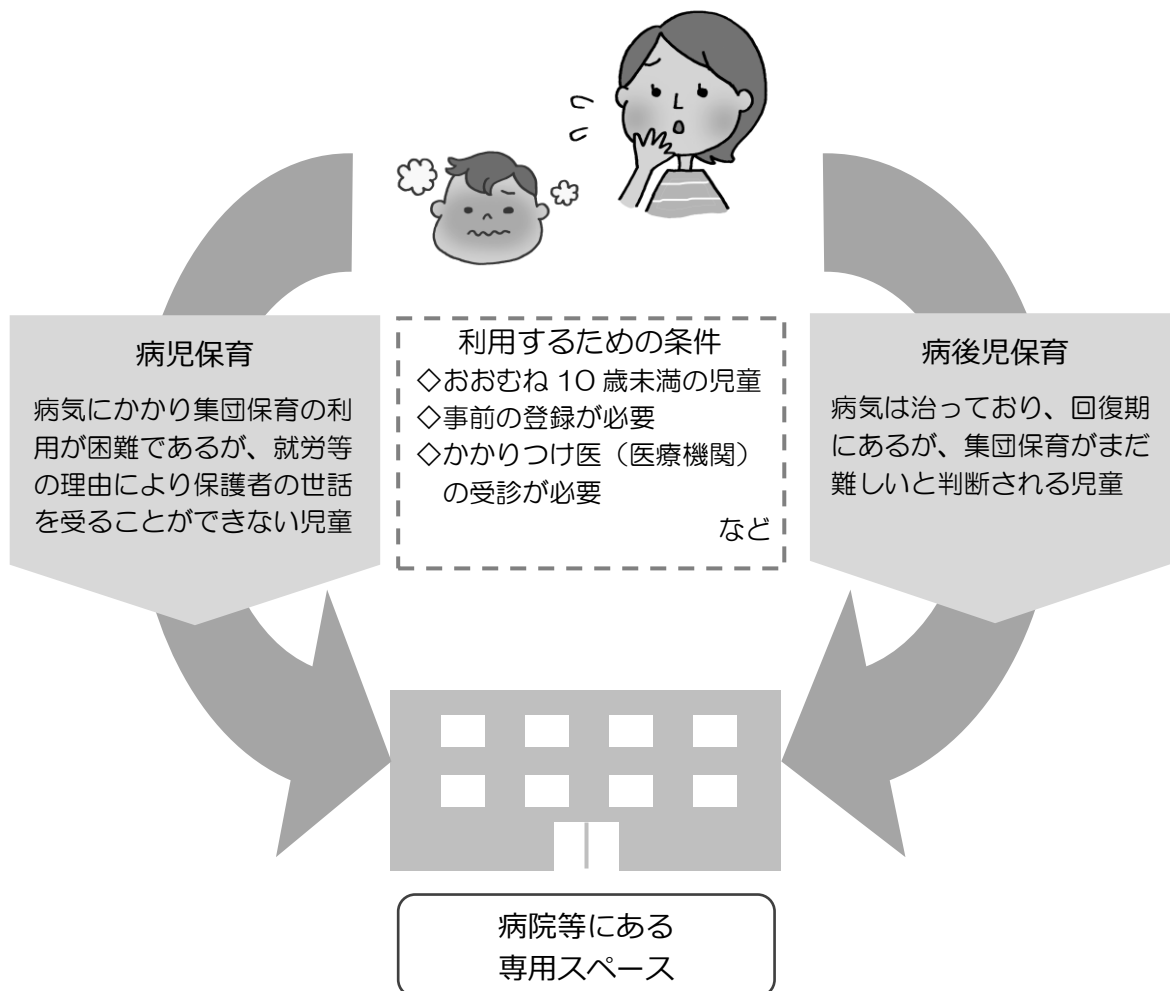 病児保育
病気にかかり集団保育の利
用が困難であるが、就労等
の理由により保護者の世話
を受ることができない児童
利用するための条件
◇おおむね 10 歳未満の児童
◇事前の登録が必要
◇かかりつけ医（医療機関）
の受診が必要
など
病後児保育
病気は治っており、回復期
にあるが、集団保育がまだ
難しいと判断される児童
病院等にある
専用スペース